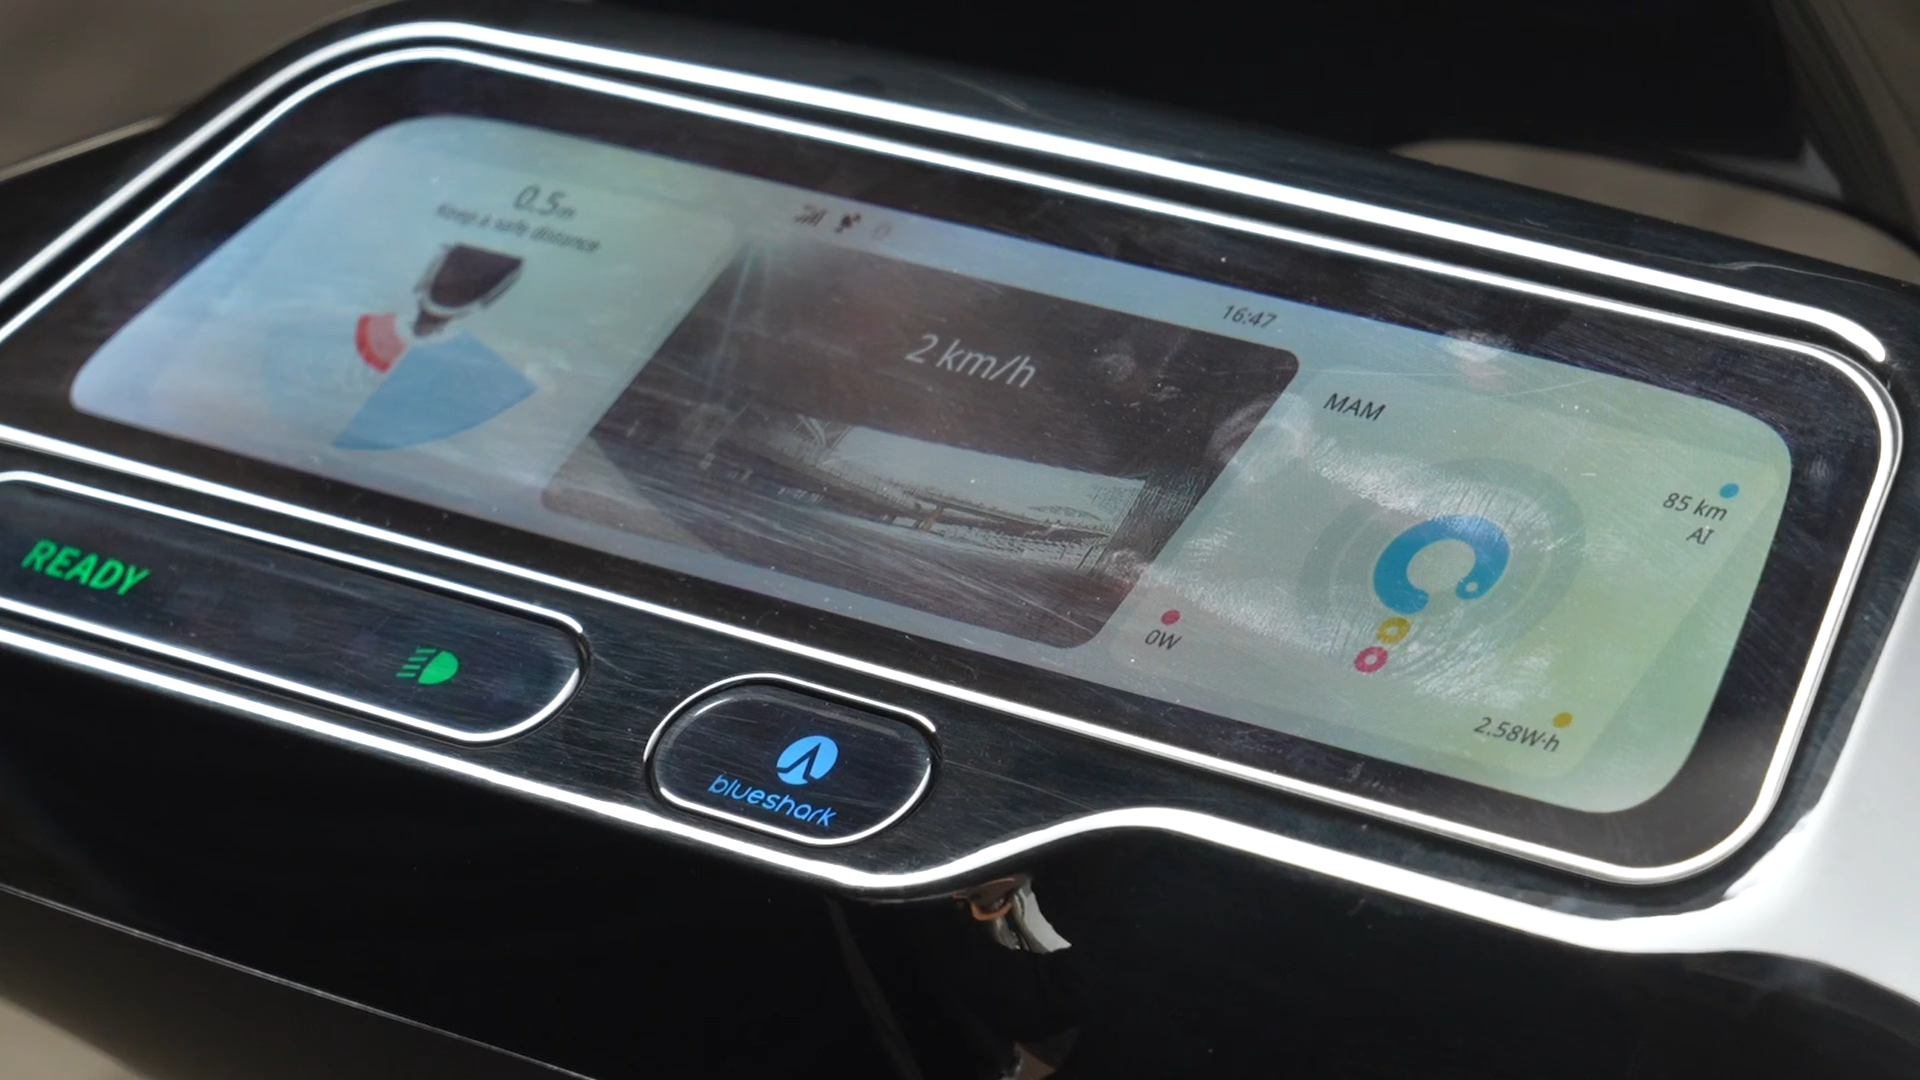 0.5m
Keep a safe distance
16:47
2 km/h
MAM
85 km
AI
0W
2.58W·h
READY
blueshark